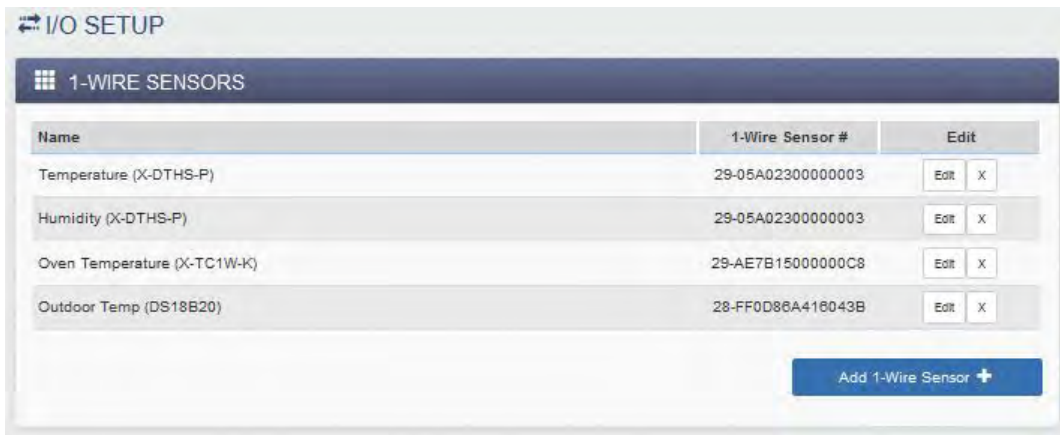 I/O SETUP
1-WIRE SENSORS
Name 1-Wire Sensor # Edit
Temperature (X-DTHS-P) 29-05A02300000003 Edit X
Humidity (X-DTHS-P) 29-05A02300000003 Edit X
Oven Temperature (X-TC1W-K) 29-AE7B15000000C8 Edit X
Outdoor Temp (DS18B20) 28-FF0D86A416043B Edit X
Add 1-Wire Sensor +